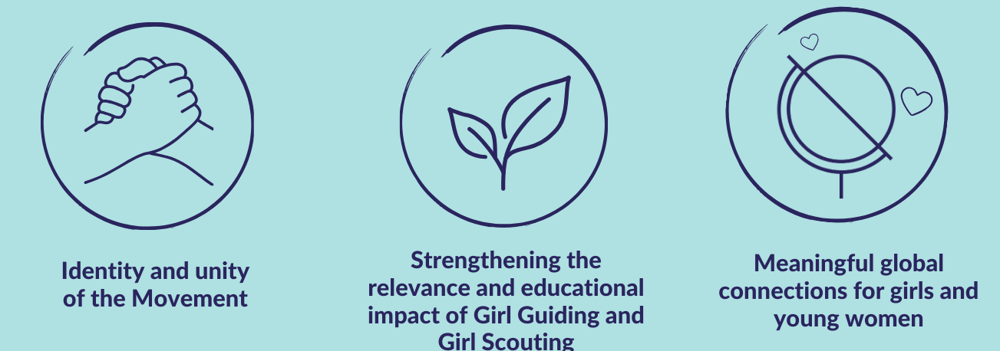 Identity and unity
of the Movement
Strengthening the
relevance and educational
impact of Girl Guiding and
Girl Scouting
Meaningful global
connections for girls and
young women